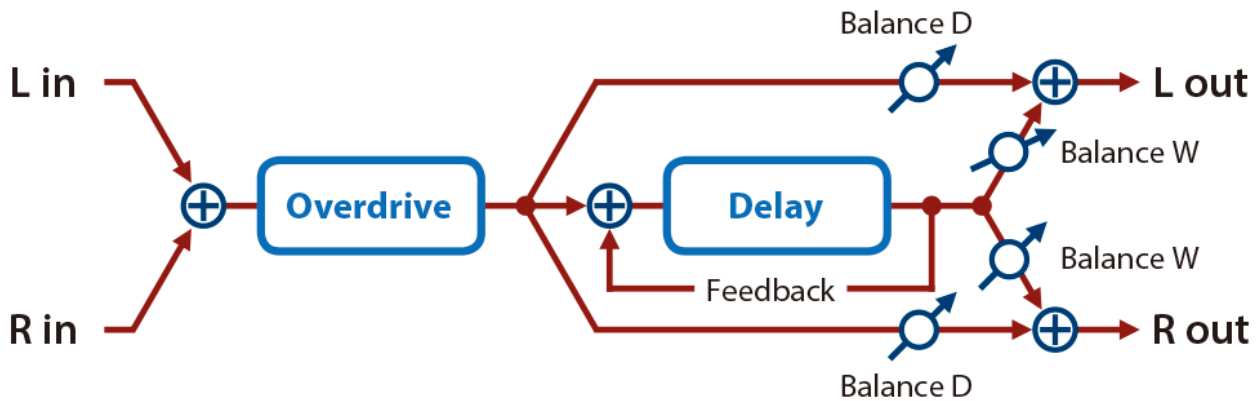 Balance D
L in
L out
Balance W
Overdrive
Delay
Balance W
Feedback
R in
R out
Balance D